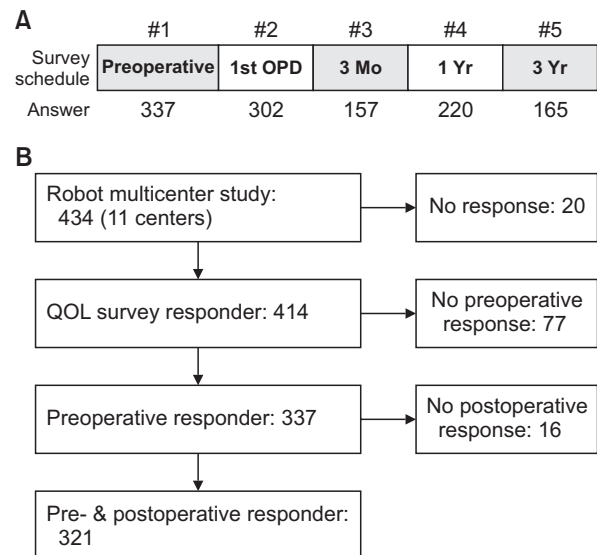 A
#1 #2 #3 #4 #5
Survey schedule
Preoperative 1st OPD 3 Mo 1 Yr 3 Yr
Answer 337 302 157 220 165
B
Robot multicenter study:
434 (11 centers)
No response: 20
QOL survey responder: 414
No preoperative
response: 77
Preoperative responder: 337
No postoperative
response: 16
Pre- & postoperative responder:
321